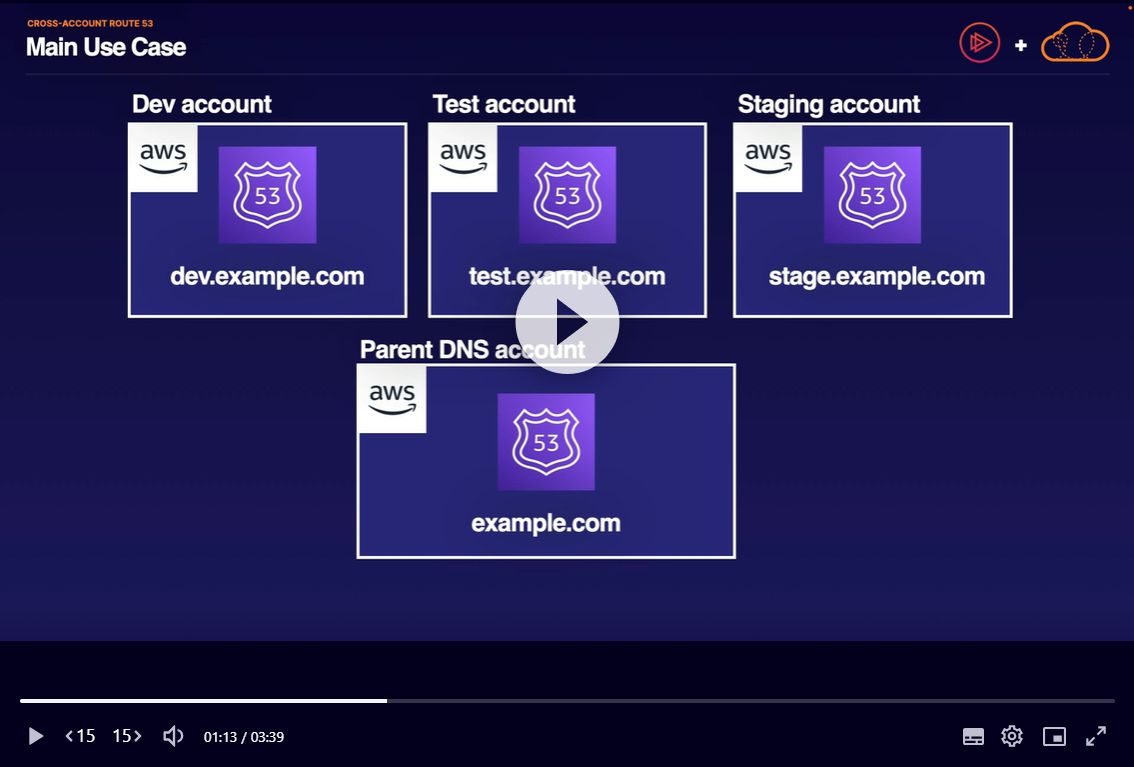 CROSS-ACCOUNT ROUTE 53
Main Use Case
+
Dev account
Test account
Staging account
aws
53
dev.example.com
aws
53
test.example.com
aws
53
stage.example.com
Parent DNS account
aws
53
example.com
15
15
01:13 / 03:39